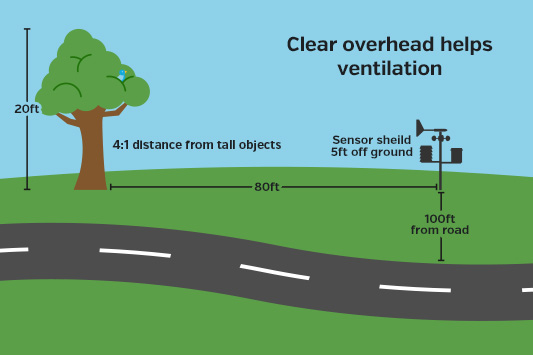 Clear overhead helps
ventilation
20ft
4:1 distance from tall objects
Sensor sheild
5ft off ground
80ft
100ft
from road